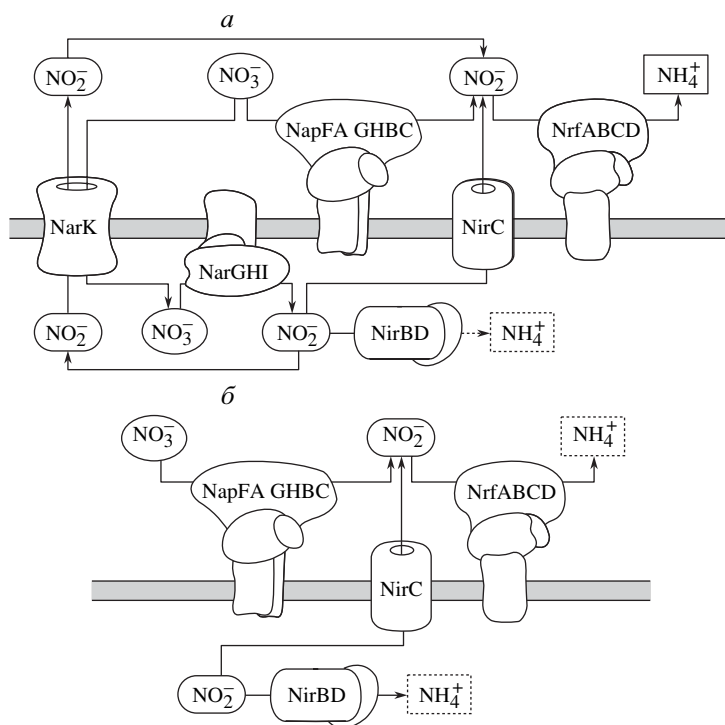 а
NO₂⁻ NO₃⁻ NO₂⁻ NH₄⁺
NapFA GHBC NrfABCD
NarK NirC
NarGHI
NO₂⁻ NO₃⁻ NO₂⁻ NirBD NH₄⁺
б
NO₃⁻ NO₂⁻ NH₄⁺
NapFA GHBC NrfABCD
NirC
NO₂⁻ NirBD NH₄⁺